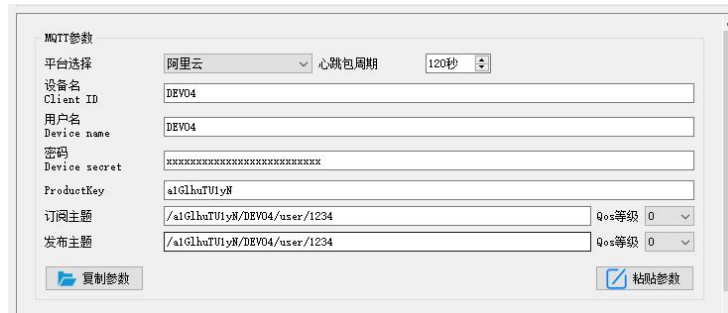 MQTT参数
平台选择 阿里云 心跳包周期 120秒
设备名
Client ID DEV04
用户名
Device name DEV04
密码
Device secret xxxxxxxxxxxxxxxxxxxxxxxxxx
ProductKey a1GlhuTU1yN
订阅主题 /a1GlhuTU1yN/DEV04/user/1234 Qos等级 0
发布主题 /a1GlhuTU1yN/DEV04/user/1234 Qos等级 0
复制参数 粘贴参数